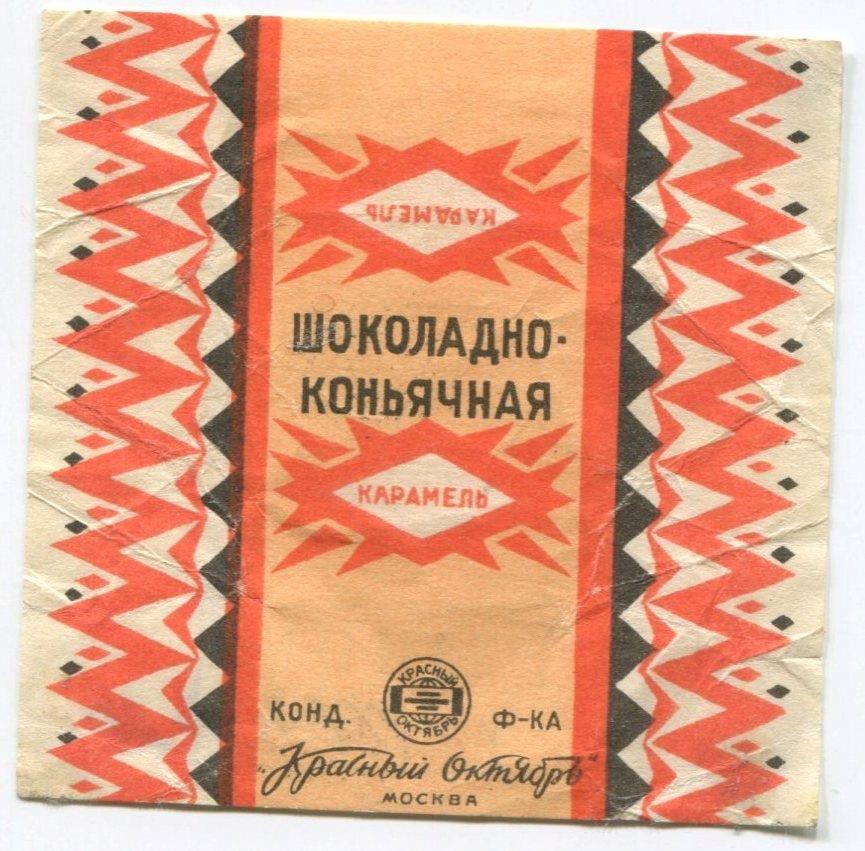 КАРАМЕЛЬ
ШОКОЛАДНО-
КОНЬЯЧНАЯ
КАРАМЕЛЬ
КРАСНЫЙ
ОКТЯБРЬ
КОНД. Ф-КА
"Красный Октябрь"
МОСКВА